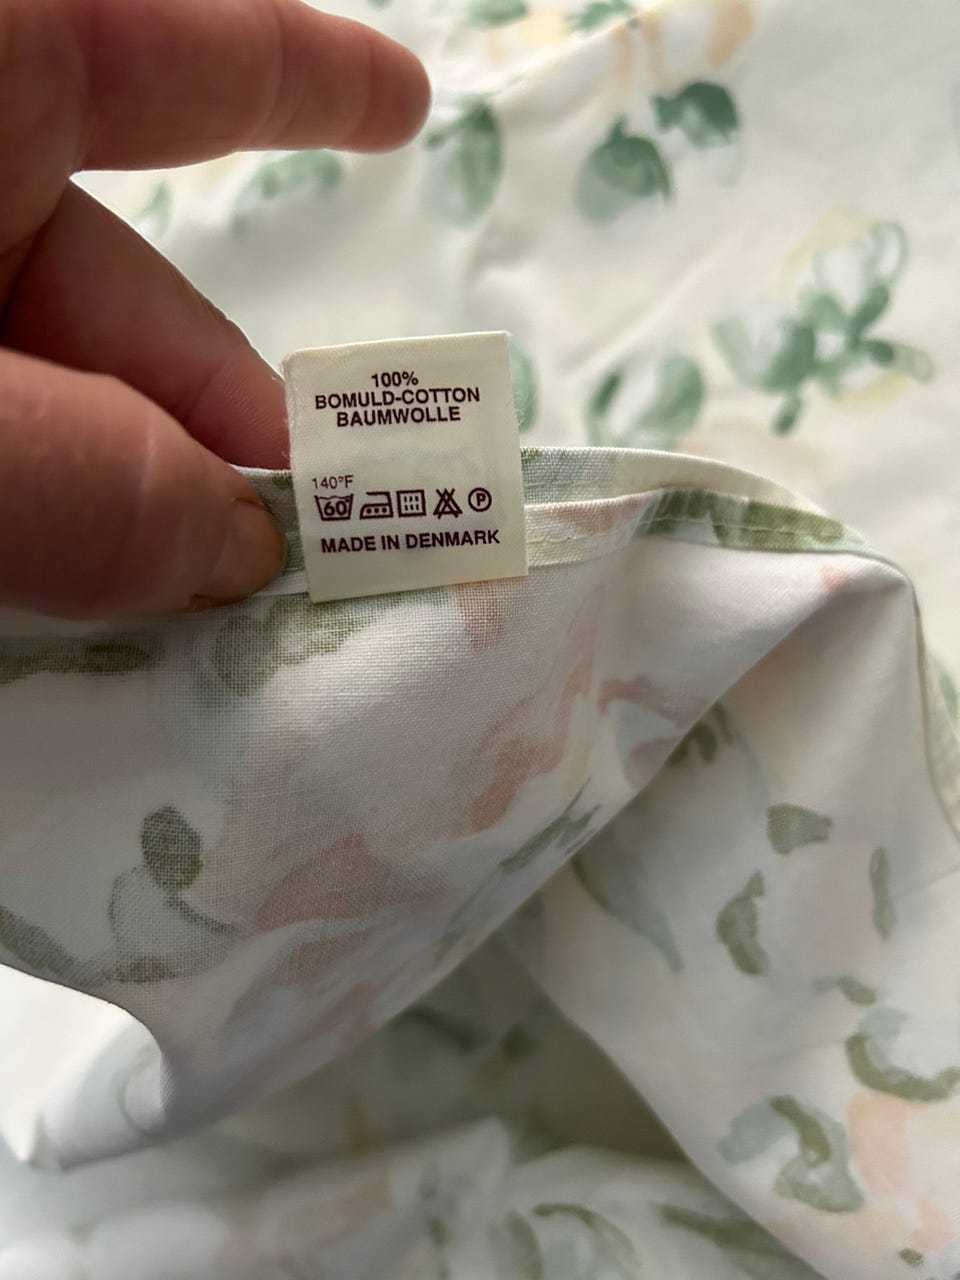 100%
BOMULD-COTTON
BAUMWOLLE
140°F
60 P
MADE IN DENMARK